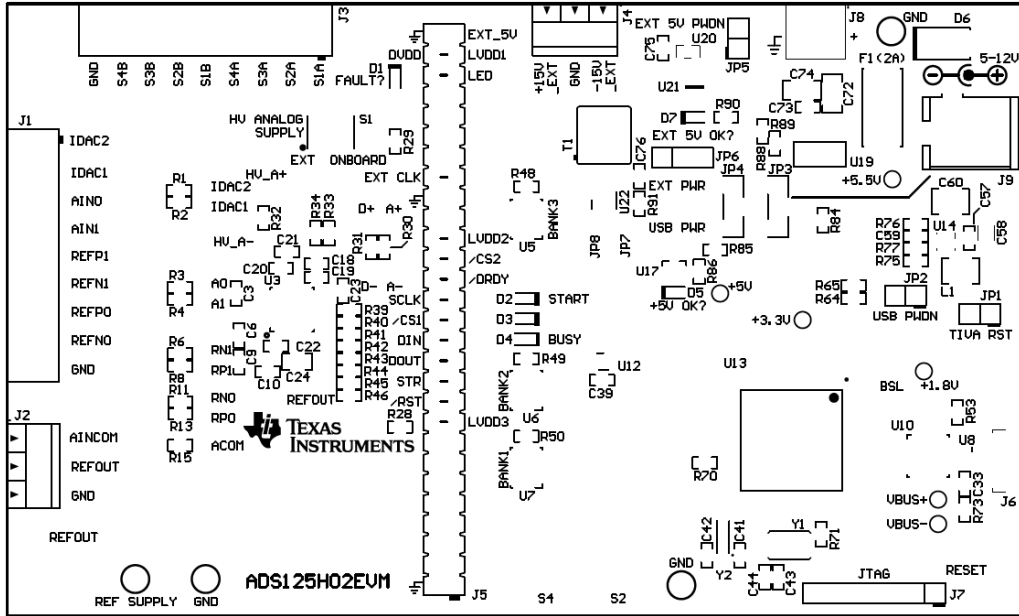 J3
GND
S4B
S3B
S2B
S1B
S4A
S3A
S2A
S1A
DVDD
D1
FAULT?
EXT_5V
LVDD1
LED
J4
+15V
_EXT
GND
-15V
_EXT
EXT 5V PWDN
C75
U20
JP5
J8
+
GND
D6
F1(2A)
5-12V
U21
C74
C73
C72
J1
IDAC2
IDAC1
AIN0
AIN1
REFP1
REFN1
REFP0
REFN0
GND
HV ANALOG
SUPPLY
S1
EXT
ONBOARD
R29
T1
D7
R90
EXT 5V OK?
R89
R88
U19
J9
JP6
C76
EXT CLK
R48
EXT PWR
JP4
JP3
+5.5V
R1
R2
HV_A+
IDAC2
IDAC1
R32
R34
R33
D+
A+
R30
R31
BANK3
U5
U22
R91
JP8
JP7
USB PWR
R84
C60
C57
R76
C59
R77
R75
U14
C58
HV_A-
C21
C20
C18
C19
U3
LVDD2
/CS2
/DRDY
U17
R85
R86
D5
+5V OK?
+5V
L1
R3
R4
A0
A1
C3
C23
D-
A-
SCLK
/CS1
DIN
DOUT
STR
/RST
R39
R40
R41
R42
R43
R44
R45
R46
D2
START
D3
D4
BUSY
R65
R64
JP2
USB PWDN
JP1
TIVA RST
+3.3V
R6
R8
RN1
RP1
C6
C9
C10
C22
C24
REFOUT
R49
BANK2
U6
U12
C39
U13
BSL
+1.8V
R11
R13
RN0
RP0
R28
LVDD3
TEXAS
INSTRUMENTS
R50
BANK1
U7
U10
R53
U8
J2
AINCOM
REFOUT
GND
R15
ACOM
R70
C33
R73
J6
VBUS+
VBUS-
REFOUT
C42
C41
Y2
Y1
R71
REF SUPPLY
GND
ADS125H02EVM
J5
S4
S2
GND
C44
C43
JTAG
RESET
J7